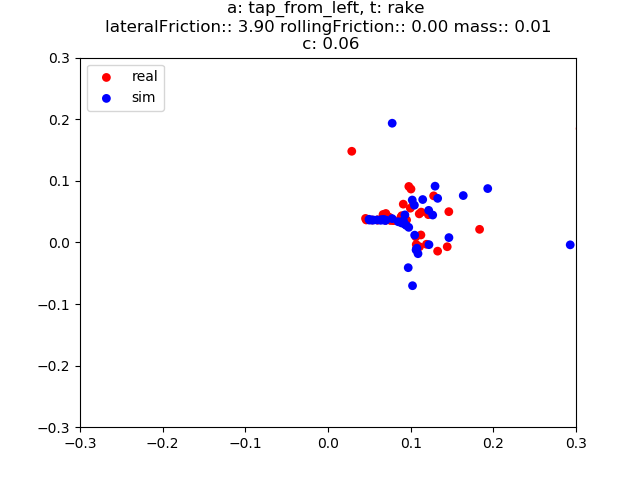 a: tap_from_left, t: rake
lateralFriction:: 3.90 rollingFriction:: 0.00 mass:: 0.01
c: 0.06
real
sim
0.3
0.2
0.1
0.0
−0.1
−0.2
−0.3
−0.3
−0.2
−0.1
0.0
0.1
0.2
0.3